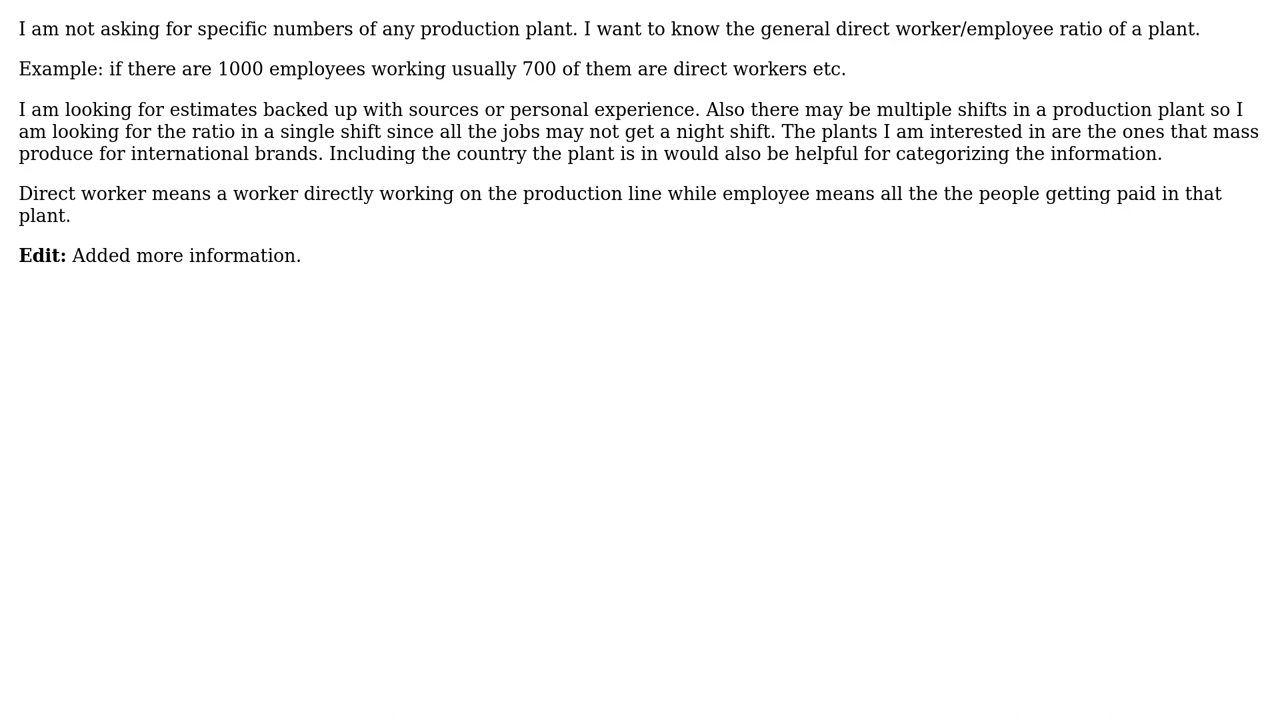 I am not asking for specific numbers of any production plant. I want to know the general direct worker/employee ratio of a plant.
Example: if there are 1000 employees working usually 700 of them are direct workers etc.
I am looking for estimates backed up with sources or personal experience. Also there may be multiple shifts in a production plant so I
am looking for the ratio in a single shift since all the jobs may not get a night shift. The plants I am interested in are the ones that mass
produce for international brands. Including the country the plant is in would also be helpful for categorizing the information.
Direct worker means a worker directly working on the production line while employee means all the the people getting paid in that
plant.
Edit: Added more information.